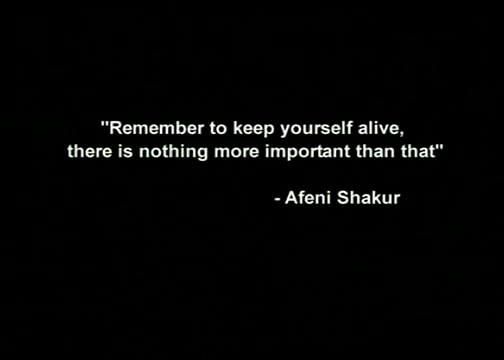 "Remember to keep yourself alive,
there is nothing more important than that"
- Afeni Shakur